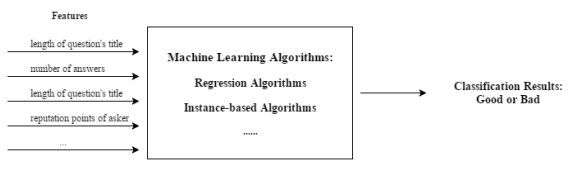 Features
length of question's title
number of answers
length of question's title
reputation points of asker
...
Machine Learning Algorithms:
Regression Algorithms
Instance-based Algorithms
......
Classification Results:
Good or Bad